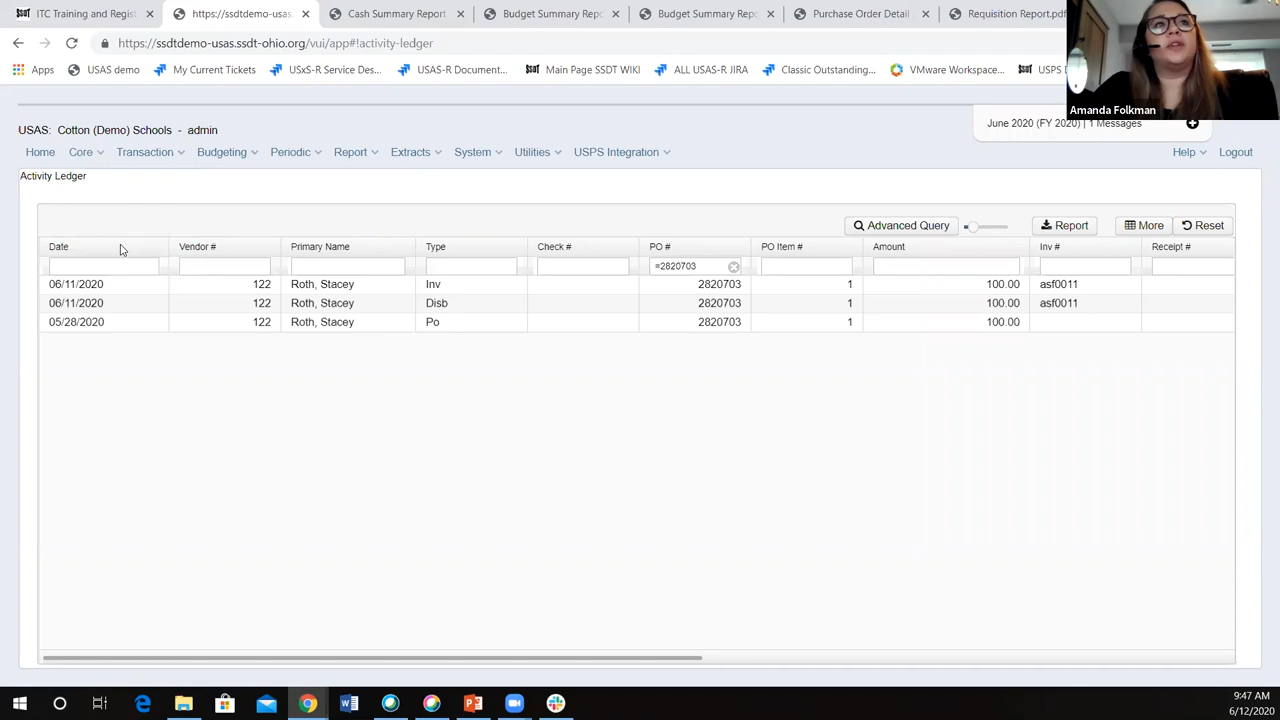 ITC Training and Regist
https://ssdtdemo-usas.
Cash Summary Report
Budget Summary Repo
Budget Summary Repo
Purchase Order Detail
Requisition Report.pdf
https://ssdtdemo-usas.ssdt-ohio.org/vui/app#!activity-ledger
Apps
USAS demo
My Current Tickets
USxS-R Service Des...
USAS-R Document...
Main Page SSDT WIKI
ALL USAS-R JIRA
Classic Outstanding...
VMware Workspace...
USPS D
Amanda Folkman
USAS: Cotton (Demo) Schools - admin
June 2020 (FY 2020) | 1 Messages
Home Core Transaction Budgeting Periodic Report Extracts System Utilities USPS Integration Help Logout
Activity Ledger
Advanced Query Report More Reset
Date Vendor # Primary Name Type Check # PO # PO Item # Amount Inv # Receipt #
=2820703
06/11/2020 122 Roth, Stacey Inv 2820703 1 100.00 asf0011
06/11/2020 122 Roth, Stacey Disb 2820703 1 100.00 asf0011
05/28/2020 122 Roth, Stacey Po 2820703 1 100.00
9:47 AM
6/12/2020